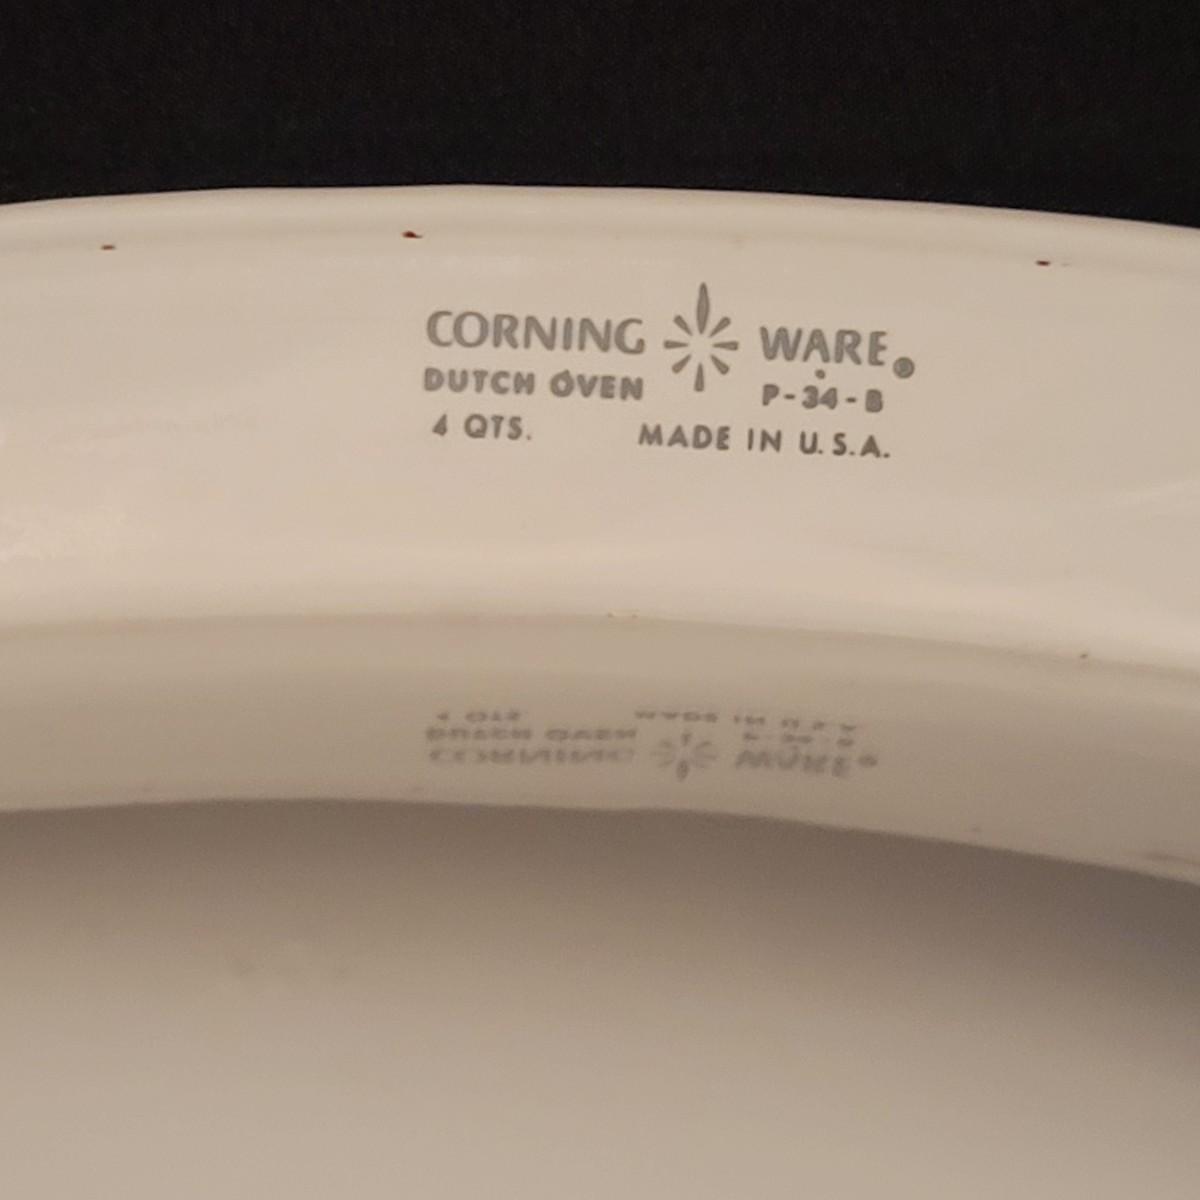 CORNING WARE®
DUTCH OVEN P-34-B
4 QTS. MADE IN U.S.A.